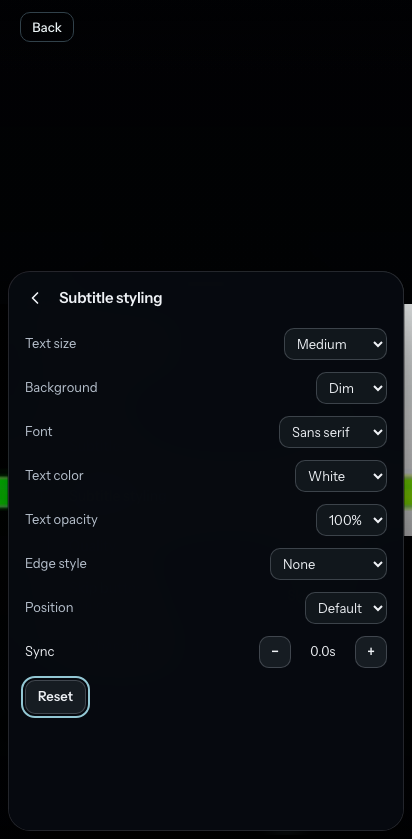 Back
Subtitle styling
Text size Medium
Background Dim
Font Sans serif
Text color White
Text opacity 100%
Edge style None
Position Default
Sync − 0.0s +
Reset